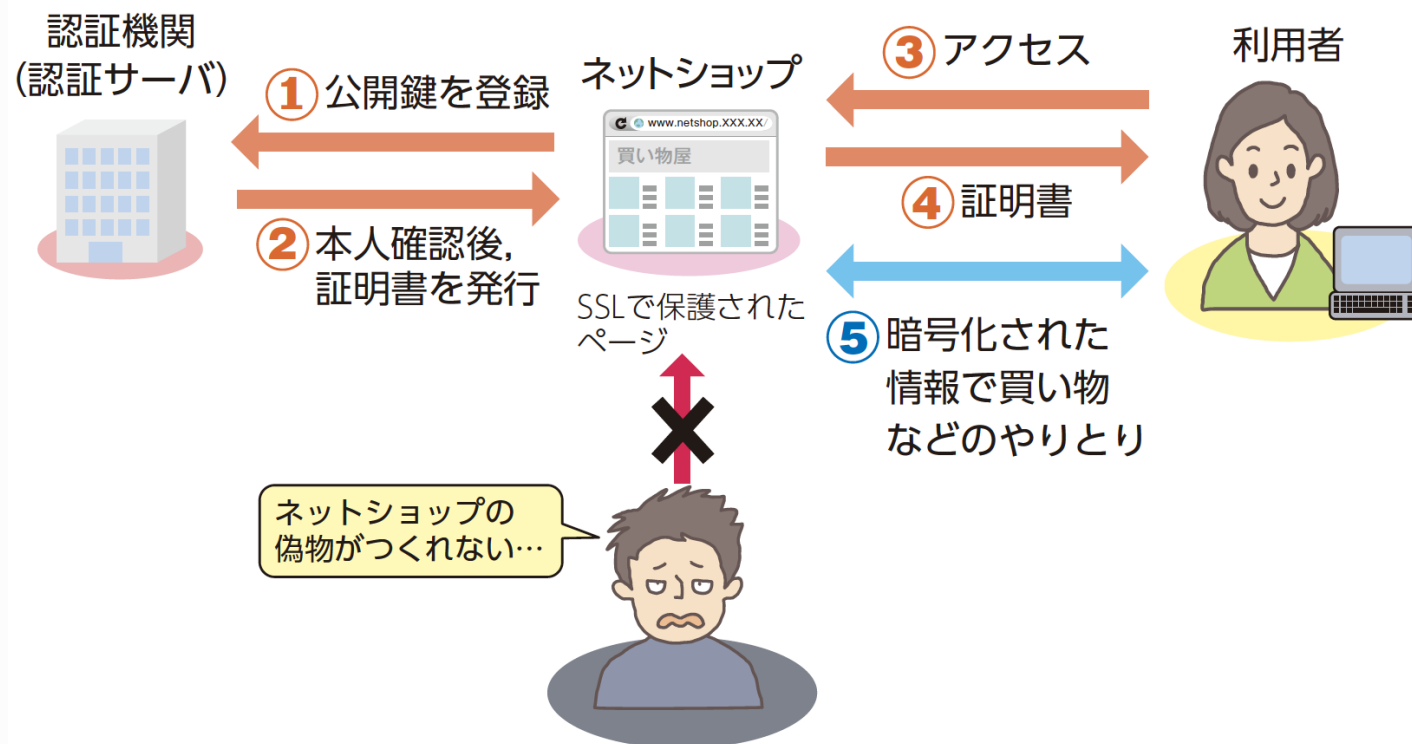 認証機関
(認証サーバ)
①公開鍵を登録
②本人確認後,
証明書を発行
ネットショップ
www.netshop.XXX.XX/
買い物屋
SSLで保護された
ページ
③アクセス
④証明書
⑤暗号化された
情報で買い物
などのやりとり
利用者
ネットショップの
偽物がつくれない…